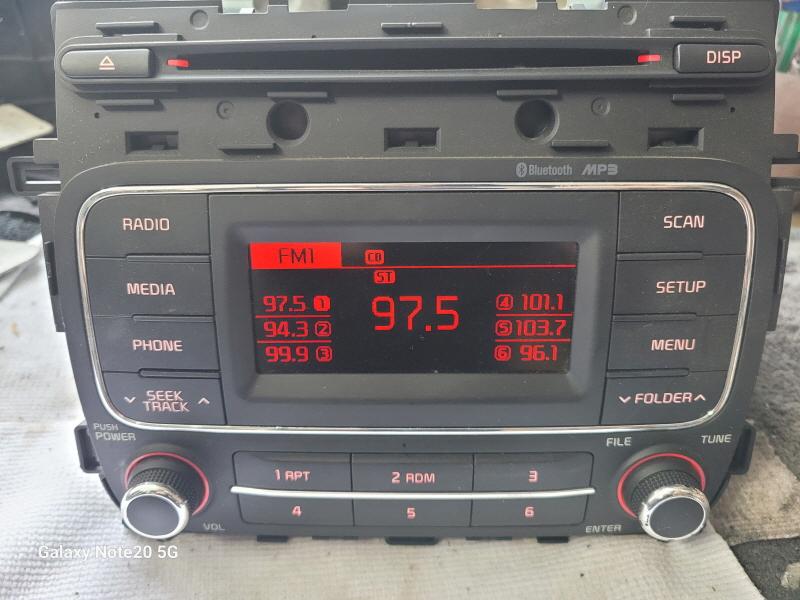 DISP
Bluetooth MP3
RADIO
SCAN
MEDIA
SETUP
PHONE
MENU
SEEK
TRACK
FOLDER
FM1
CD
ST
97.5 1
94.3 2
99.9 3
97.5
4 101.1
5 103.7
6 96.1
PUSH
POWER
VOL
1 RPT
2 RDM
3
4
5
6
FILE
TUNE
ENTER
Galaxy Note20 5G